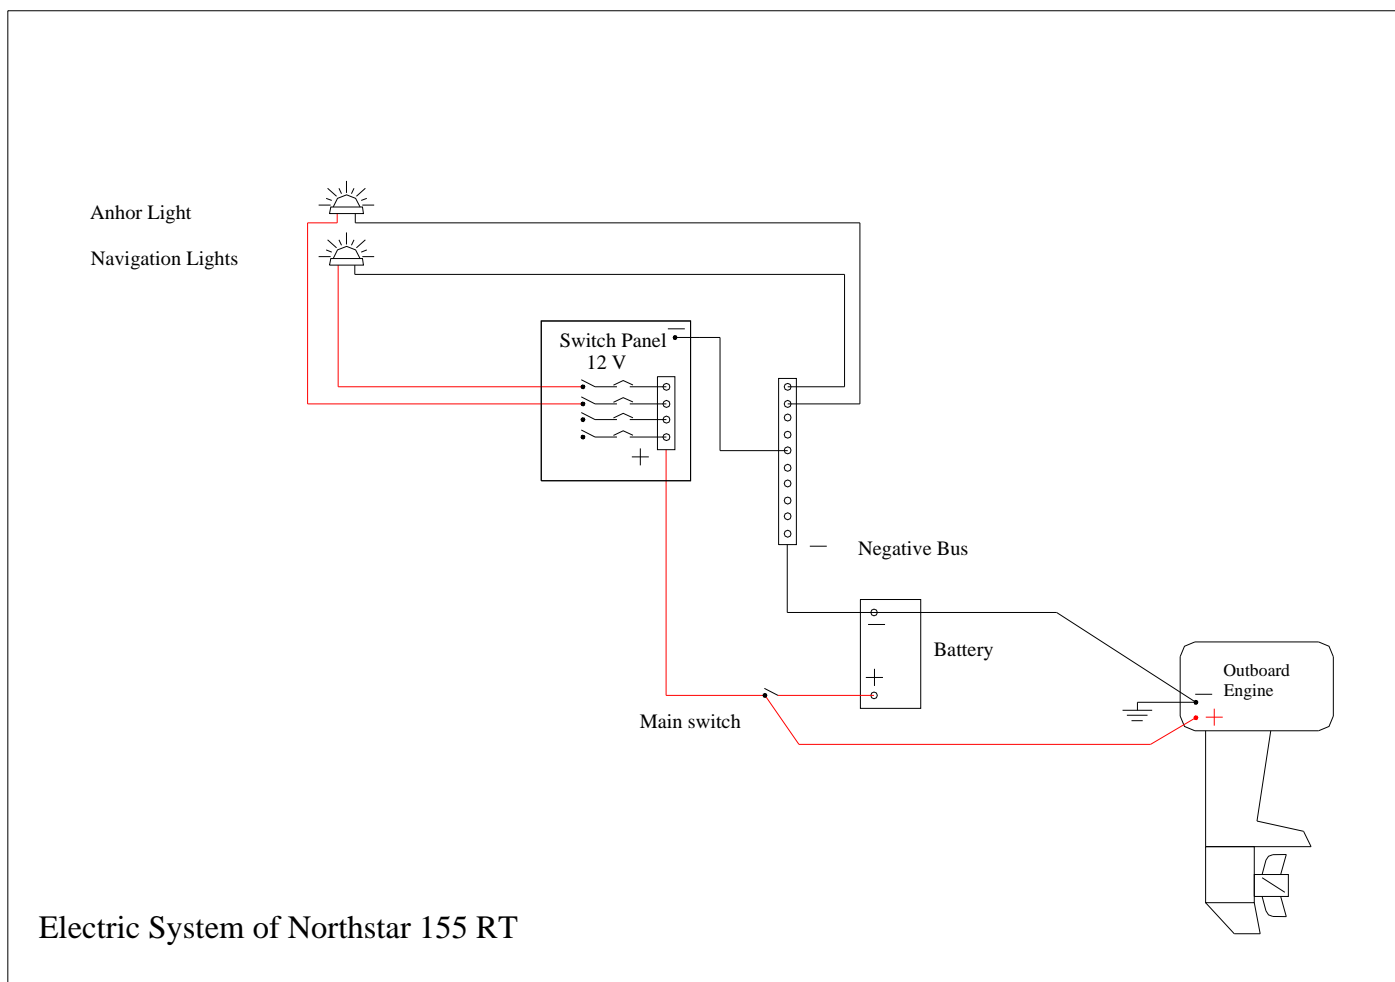 Anhor Light
Navigation Lights
Switch Panel
12 V
Negative Bus
Battery
Outboard
Engine
Main switch
Electric System of Northstar 155 RT